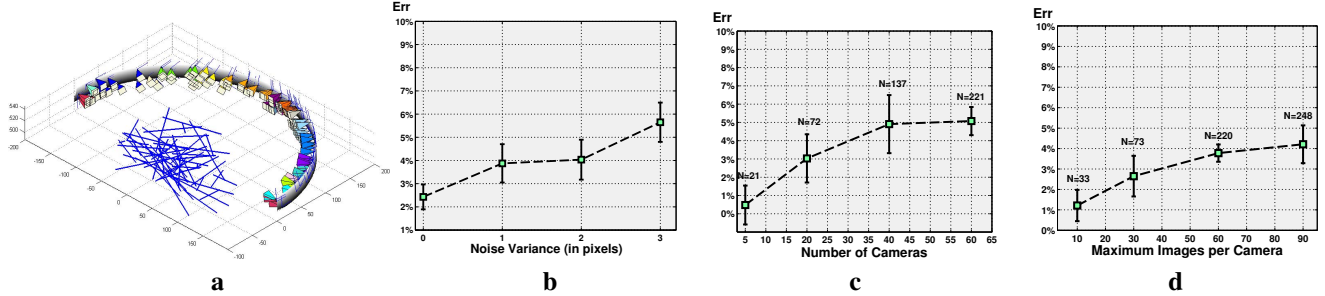 540
520
600
-200
-150
-100
-50
0
50
100
150
-100
-50
0
50
100
150
200
a
Err
10%
9%
8%
7%
6%
5%
4%
3%
2%
1%
0 1 2 3
Noise Variance (in pixels)
b
Err
10%
9%
8%
7%
6%
5%
4%
3%
2%
1%
0%
N=21
N=72
N=137
N=221
5 10 15 20 25 30 35 40 45 50 55 60 65
Number of Cameras
c
Err
10%
9%
8%
7%
6%
5%
4%
3%
2%
1%
0%
N=33
N=73
N=220
N=248
10 20 30 40 50 60 70 80 90
Maximum Images per Camera
d